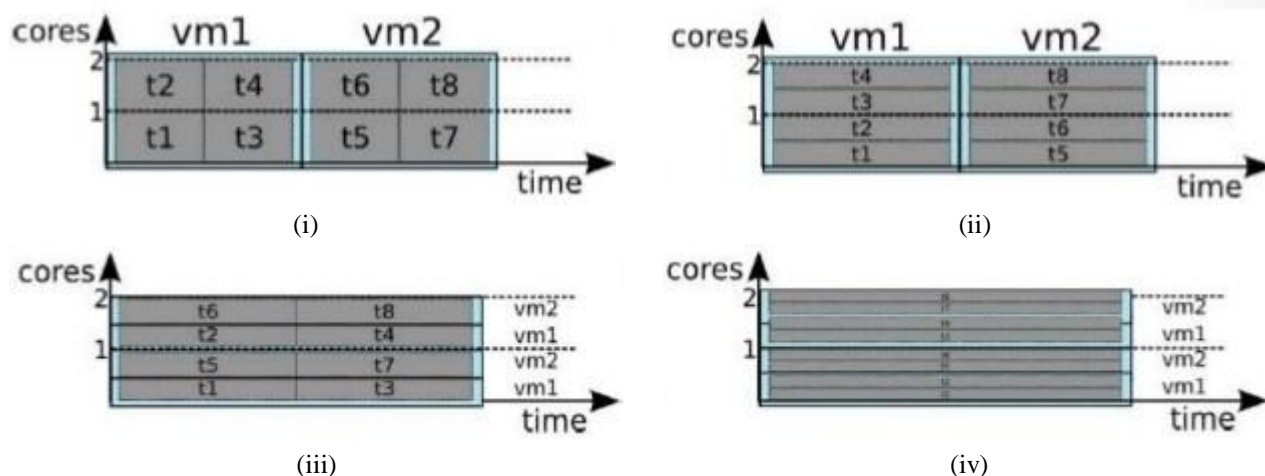 cores vm1 vm2
2
t2 t4 t6 t8
1
t1 t3 t5 t7
time
(i)
cores vm1 vm2
2
t4 t8
t3 t7
1
t2 t6
t1 t5
time
(ii)
cores
2
t6 t8 vm2
t2 t4 vm1
1
t5 t7 vm2
t1 t3 vm1
time
(iii)
cores
2
vm2
vm1
1
vm2
vm1
time
(iv)